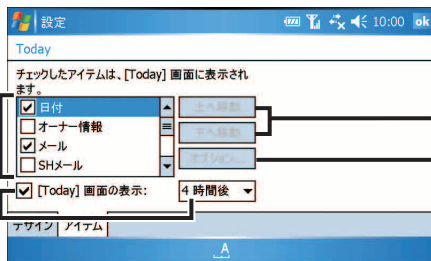 設定 10:00 ok
Today
チェックしたアイテムは、[Today] 画面に表示され
ます。
日付
オーナー情報
メール
SHメール
上へ移動
下へ移動
オプション...
[Today] 画面の表示: 4 時間後
デザイン アイテム
A